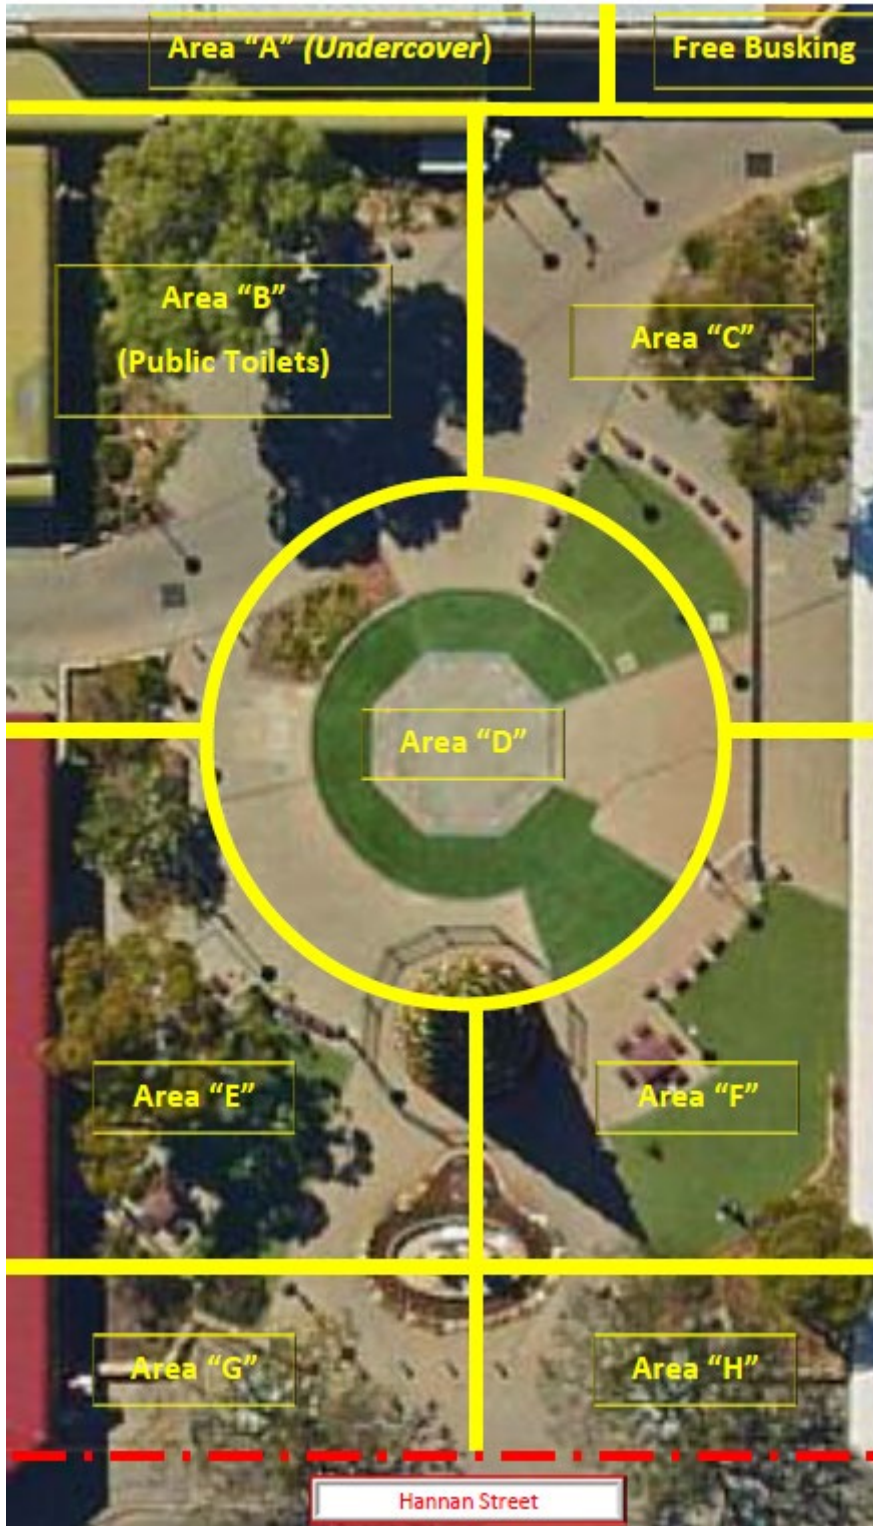 Area “A” (Undercover)
Free Busking
Area “B”
(Public Toilets)
Area “C”
Area “D”
Area “E”
Area “F”
Area “G”
Area “H”
Hannan Street